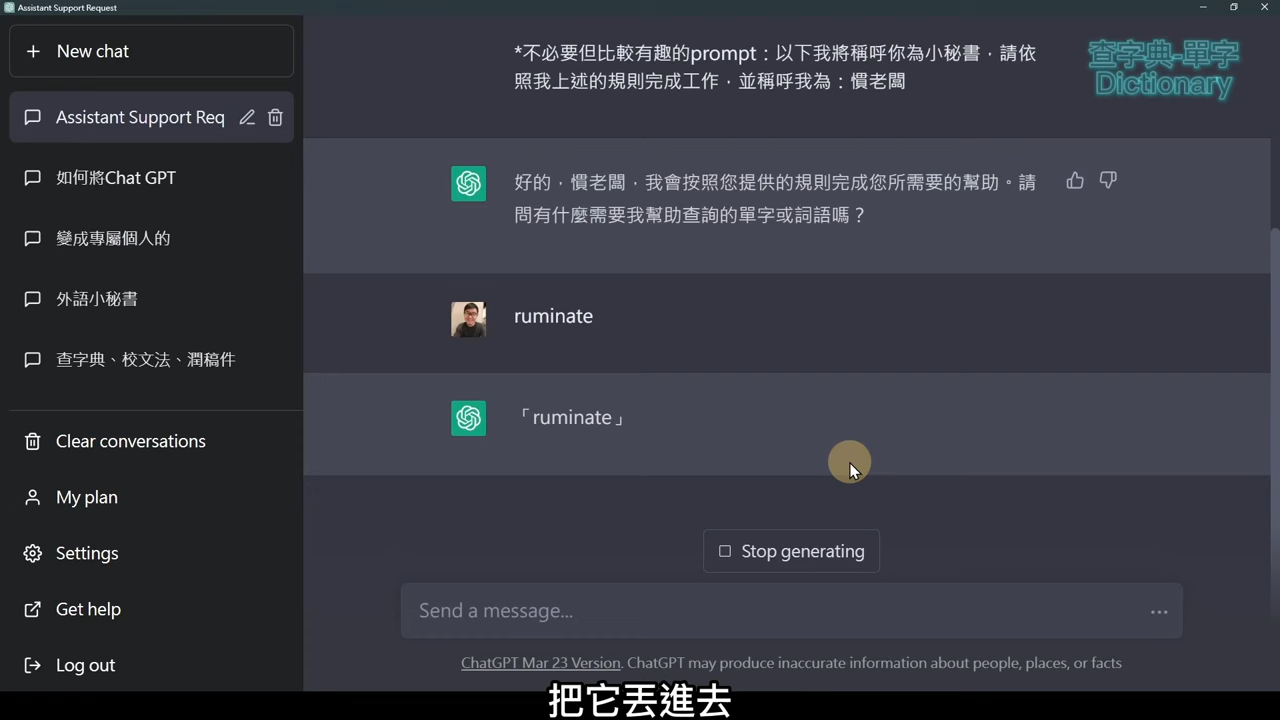 Assistant Support Request
New chat
Assistant Support Req
如何將Chat GPT
變成專屬個人的
外語小秘書
查字典、校文法、潤稿件
Clear conversations
My plan
Settings
Get help
Log out
*不必要但比較有趣的prompt：以下我將稱呼你為小秘書，請依
照我上述的規則完成工作，並稱呼我為：慣老闆
查字典-單字
Dictionary
好的，慣老闆，我會按照您提供的規則完成您所需要的幫助。請
問有什麼需要我幫助查詢的單字或詞語嗎？
ruminate
「ruminate」
Stop generating
Send a message...
ChatGPT Mar 23 Version. ChatGPT may produce inaccurate information about people, places, or facts
把它丟進去